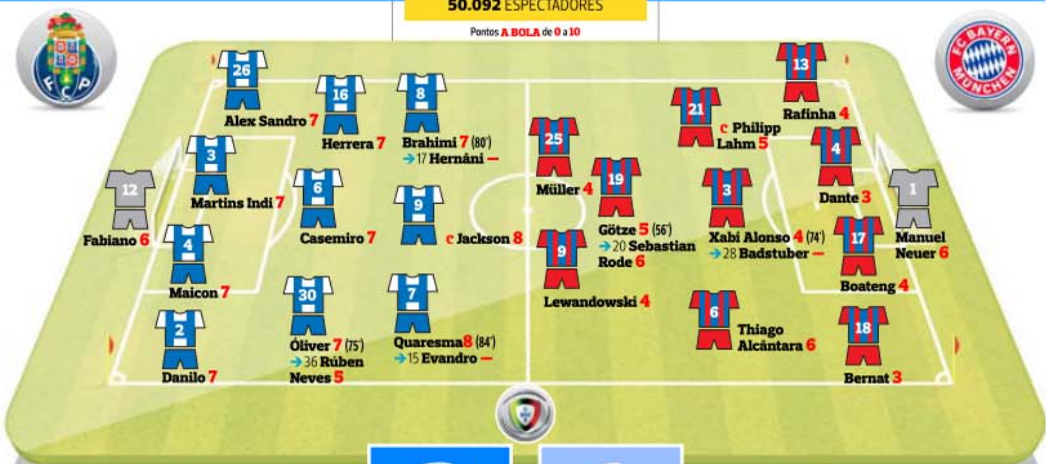 50.092 ESPECTADORES
Pontos A BOLA de 0 a 10
F C P
FC BAYERN
MÜNCHEN
26
Alex Sandro 7
16
Herrera 7
8
Brahimi 7 (80')
→17 Hernâni —
3
Martins Indi 7
12
Fabiano 6
6
Casemiro 7
9
C Jackson 8
4
Maicon 7
30
Óliver 7 (75')
→36 Rúben
Neves 5
7
Quaresma 8 (84')
→15 Evandro —
2
Danilo 7
13
Rafinha 4
21
C Philipp
Lahm 5
25
Müller 4
4
Dante 3
19
Götze 5 (56')
→20 Sebastian
Rode 6
3
Xabi Alonso 4 (74')
→28 Badstuber —
1
Manuel
Neuer 6
17
Boateng 4
9
Lewandowski 4
6
Thiago
Alcântara 6
18
Bernat 3